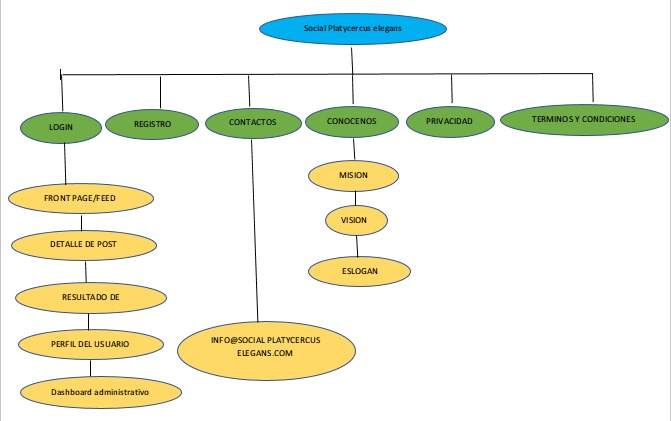 Social Platycercus elegans
LOGIN
REGISTRO
CONTACTOS
CONOCENOS
PRIVACIDAD
TERMINOS Y CONDICIONES
FRONT PAGE/FEED
DETALLE DE POST
RESULTADO DE
PERFIL DEL USUARIO
Dashboard administrativo
INFO@SOCIAL PLATYCERCUS
ELEGANS.COM
MISION
VISION
ESLOGAN